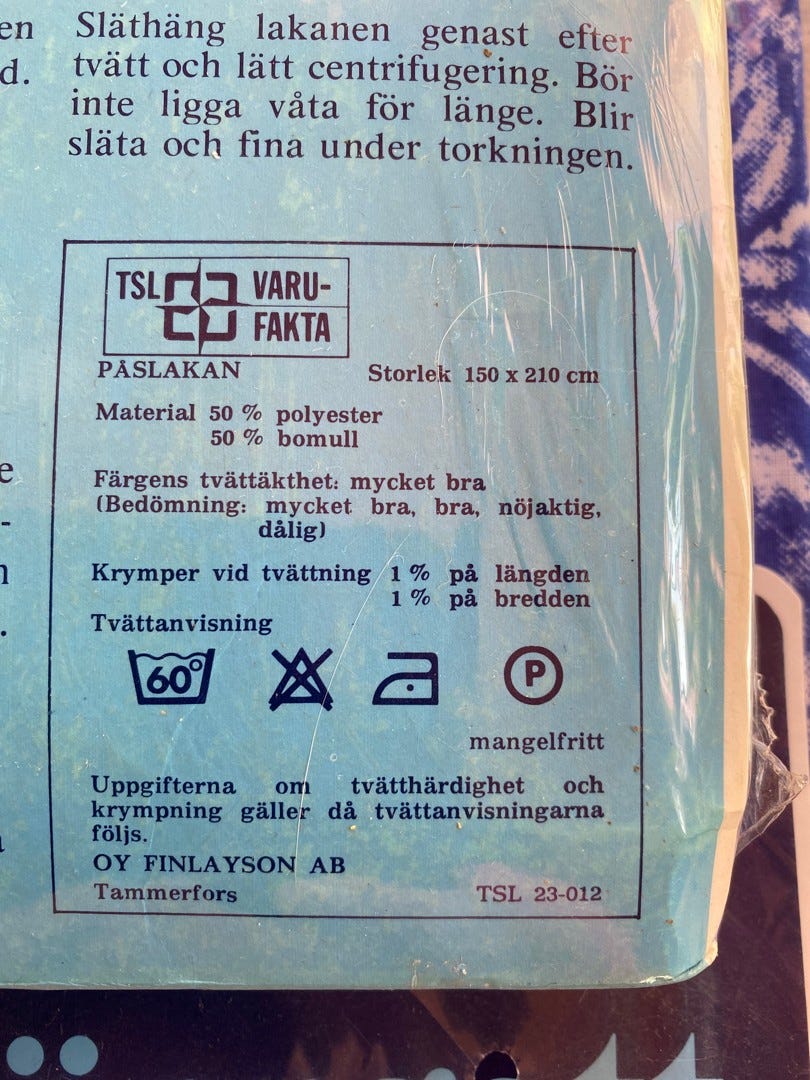 en
d.
Släthäng lakanen genast efter
tvätt och lätt centrifugering. Bör
inte ligga våta för länge. Blir
släta och fina under torkningen.
TSL VARU-
FAKTA
PÅSLAKAN Storlek 150 x 210 cm
Material 50 % polyester
50 % bomull
Färgens tvättäkthet: mycket bra
(Bedömning: mycket bra, bra, nöjaktig,
dålig)
Krymper vid tvättning 1 % på längden
1 % på bredden
Tvättanvisning
60° P
mangelfritt
Uppgifterna om tvätthärdighet och
krympning gäller då tvättanvisningarna
följs.
OY FINLAYSON AB
Tammerfors TSL 23-012